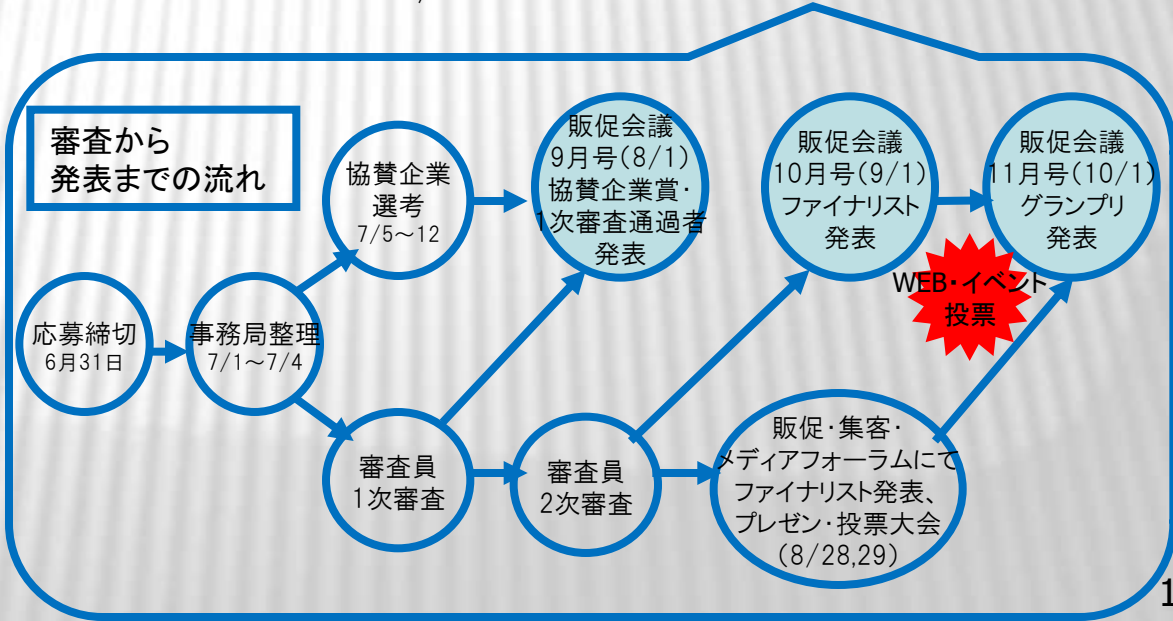 審査から
発表までの流れ
応募締切
6月31日
事務局整理
7/1～7/4
協賛企業
選考
7/5～12
販促会議
9月号(8/1)
協賛企業賞・
1次審査通過者
発表
審査員
1次審査
審査員
2次審査
販促会議
10月号(9/1)
ファイナリスト
発表
販促・集客・
メディアフォーラムにて
ファイナリスト発表、
プレゼン・投票大会
(8/28,29)
WEB・イベント
投票
販促会議
11月号(10/1)
グランプリ
発表
1